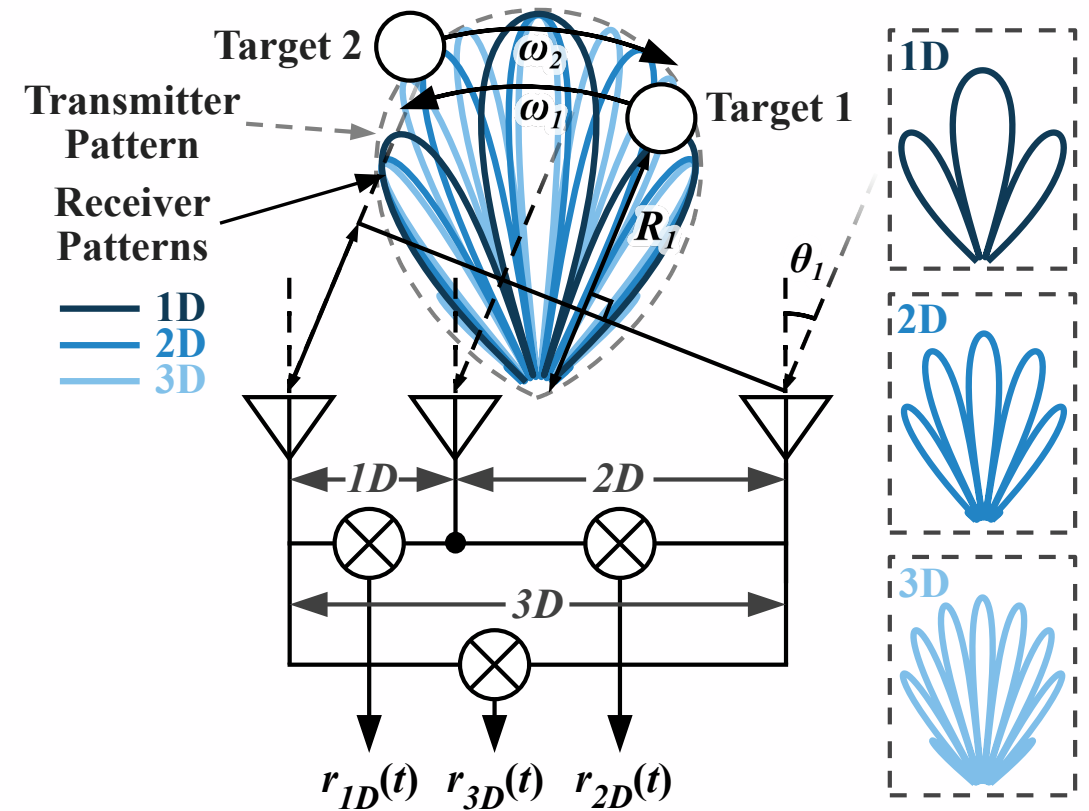 Target 2
ω2
1D
Transmitter
Pattern
ω1
Target 1
Receiver
Patterns
R1
θ1
1D
2D
3D
2D
1D
2D
3D
3D
r1D(t) r3D(t) r2D(t)